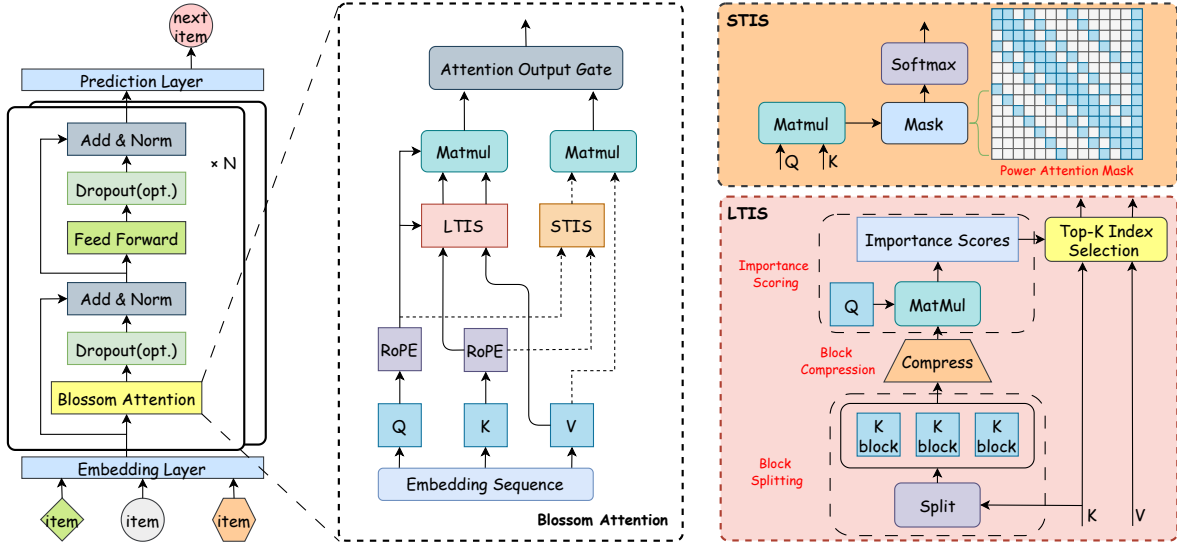 next
item
Prediction Layer
Add & Norm
× N
Dropout(opt.)
Feed Forward
Add & Norm
Dropout(opt.)
Blossom Attention
Embedding Layer
item
item
item
Attention Output Gate
Matmul
Matmul
LTIS
STIS
RoPE
RoPE
Q
K
V
Embedding Sequence
Blossom Attention
STIS
Softmax
Matmul
Mask
Q
K
Power Attention Mask
LTIS
Importance Scores
Top-K Index
Selection
Importance
Scoring
Q
MatMul
Block
Compression
Compress
K
block
K
block
K
block
Block
Splitting
Split
K
V